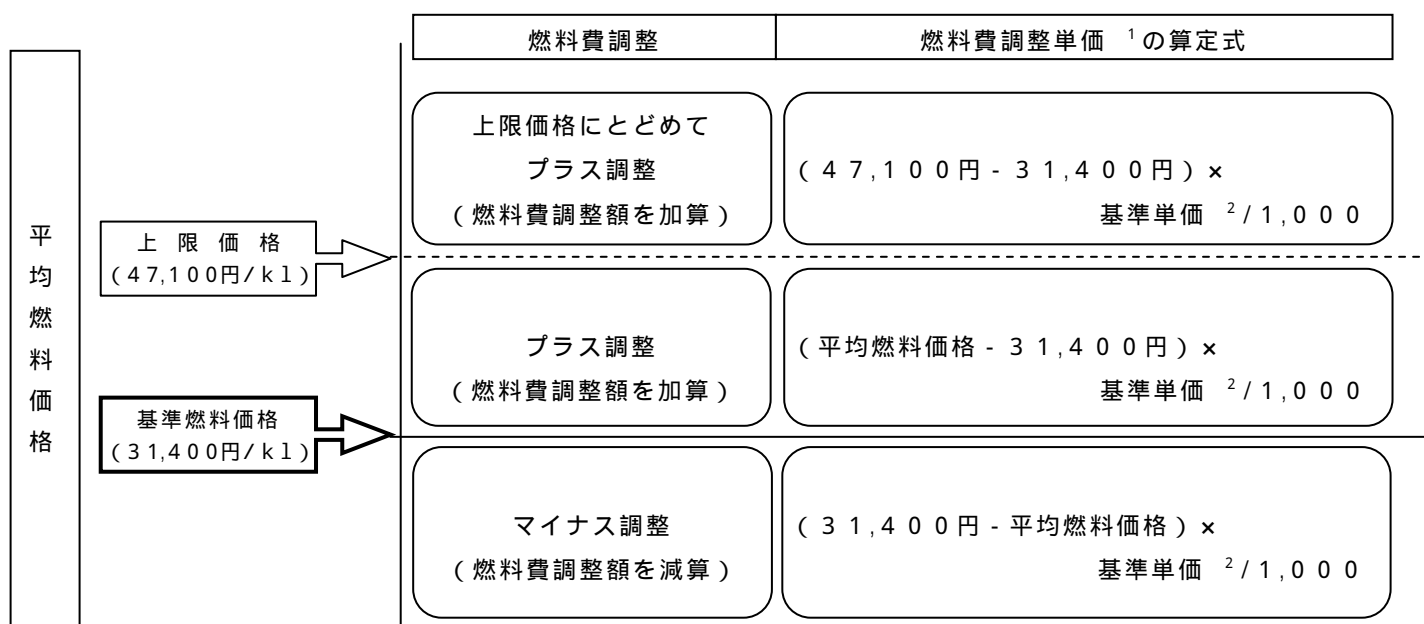 燃料費調整
燃料費調整単価 1の算定式
平均燃料価格
上限価格
(47,100円/kl)
基準燃料価格
(31,400円/kl)
上限価格にとどめて
プラス調整
(燃料費調整額を加算)
(47,100円-31,400円)×
基準単価 2/1,000
プラス調整
(燃料費調整額を加算)
(平均燃料価格-31,400円)×
基準単価 2/1,000
マイナス調整
(燃料費調整額を減算)
(31,400円-平均燃料価格)×
基準単価 2/1,000